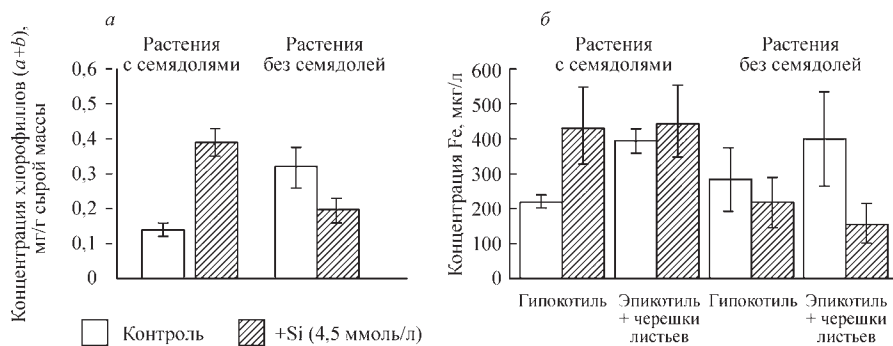 а
Растения
с семядолями
Растения
без семядолей
Концентрация хлорофиллов (a+b),
мг/г сырой массы
0,6
0,5
0,4
0,3
0,2
0,1
0
Контроль
+Si (4,5 ммоль/л)
б
Растения
с семядолями
Растения
без семядолей
Концентрация Fe, мкг/л
600
500
400
300
200
100
0
Гипокотиль
Эпикотиль
+ черешки
листьев
Гипокотиль
Эпикотиль
+ черешки
листьев